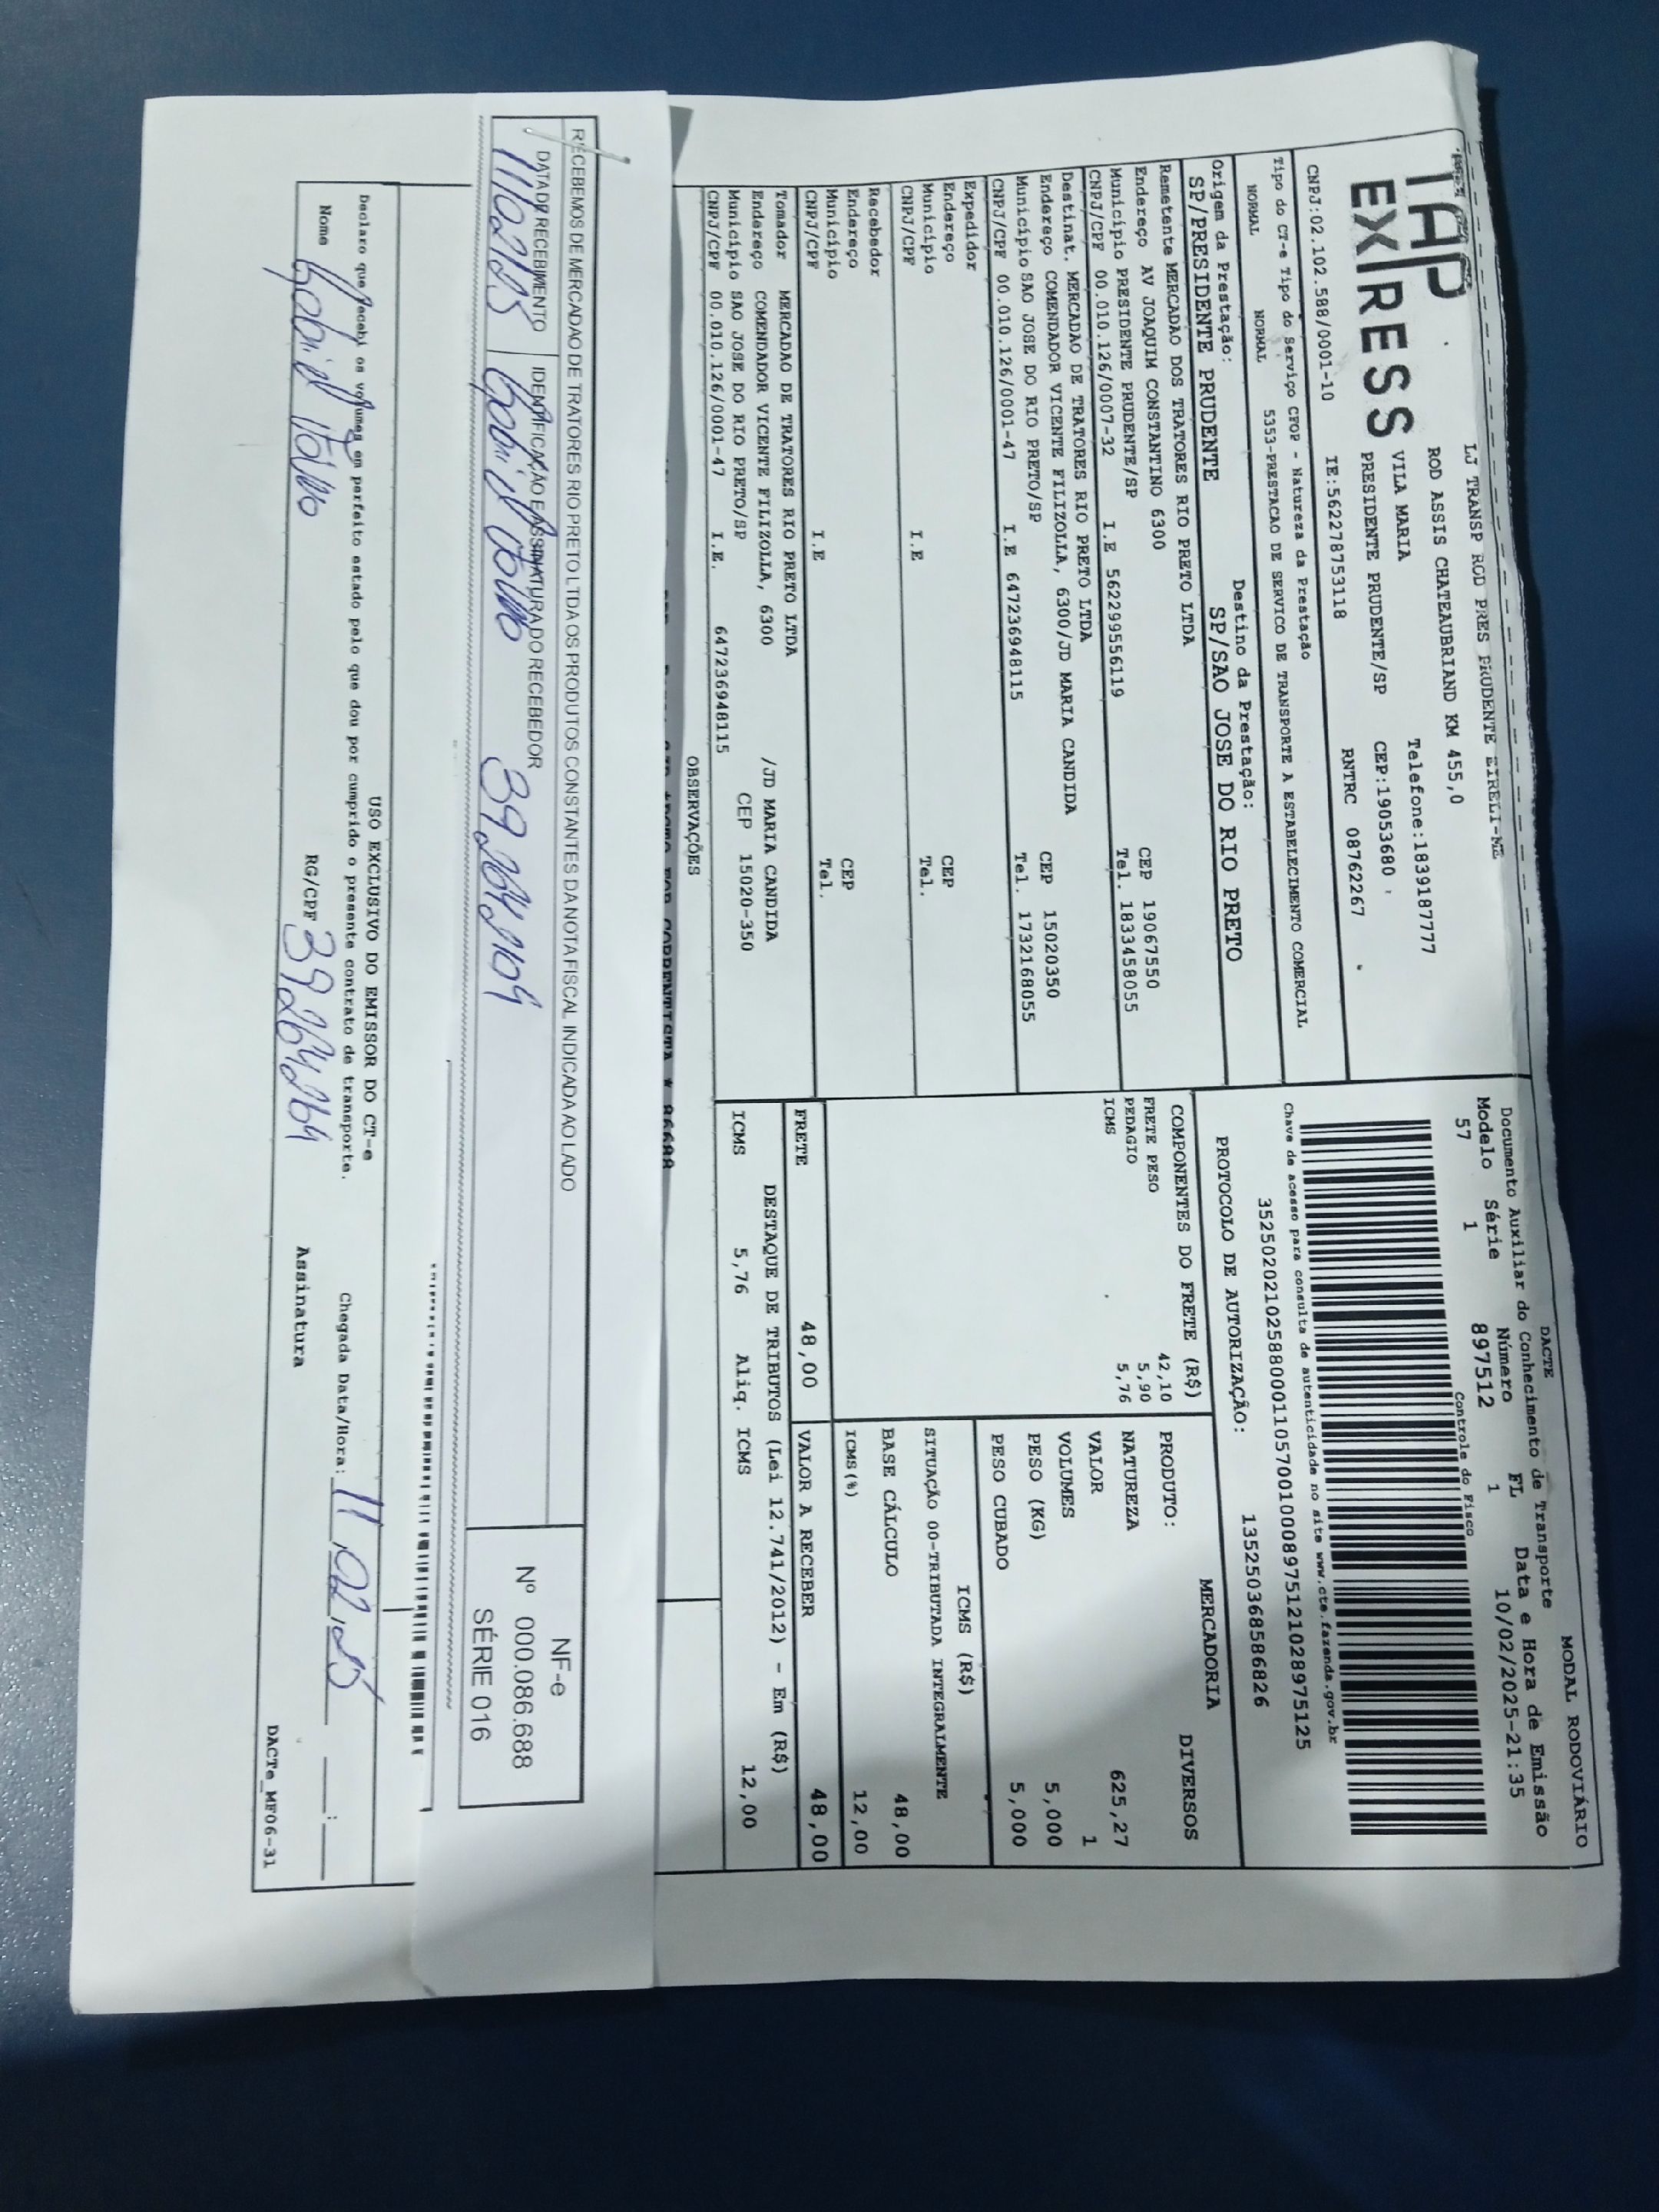 TAP
EXPRESS
LJ TRANSP ROD PRES PRUDENTE EIRELI-ME
ROD ASSIS CHATEAUBRIAND KM 455,0
VILA MARIA Telefone:1839187777
PRESIDENTE PRUDENTE/SP CEP:19053680
CNPJ:02.102.588/0001-10 IE:562278753118 RNTRC 08762267
Tipo do CT-e Tipo do Serviço CFOP - Natureza da Prestação
NORMAL NORMAL 5353-PRESTACAO DE SERVICO DE TRANSPORTE A ESTABELECIMENTO COMERCIAL
Origem da Prestação: Destino da Prestação:
SP/PRESIDENTE PRUDENTE SP/SAO JOSE DO RIO PRETO
DACTE MODAL RODOVIÁRIO
Documento Auxiliar do Conhecimento de Transporte
Modelo Série Número FL Data e Hora de Emissão
57 1 897512 1 10/02/2025-21:35
Controle do Fisco
Chave de acesso para consulta de autenticidade no site www.cte.fazenda.gov.br
35250202102588000110570010008975121028975125
PROTOCOLO DE AUTORIZAÇÃO: 135250368586826
Remetente MERCADAO DOS TRATORES RIO PRETO LTDA
Endereço AV JOAQUIM CONSTANTINO 6300 CEP 19067550
Município PRESIDENTE PRUDENTE/SP Tel. 1833458055
CNPJ/CPF 00.010.126/0007-32 I.E 562299556119
Destinat. MERCADAO DE TRATORES RIO PRETO LTDA
Endereço COMENDADOR VICENTE FILIZOLLA, 6300/JD MARIA CANDIDA CEP 15020350
Município SAO JOSE DO RIO PRETO/SP Tel. 1732168055
CNPJ/CPF 00.010.126/0001-47 I.E 647236948115
Expedidor
Endereço CEP
Município Tel.
CNPJ/CPF I.E
Recebedor
Endereço CEP
Município Tel.
CNPJ/CPF I.E
Tomador MERCADAO DE TRATORES RIO PRETO LTDA
Endereço COMENDADOR VICENTE FILIZOLLA, 6300 /JD MARIA CANDIDA
Município SAO JOSE DO RIO PRETO/SP CEP 15020-350
CNPJ/CPF 00.010.126/0001-47 I.E. 647236948115
COMPONENTES DO FRETE (R$)
FRETE PESO 42,10
PEDAGIO 5,90
ICMS 5,76
MERCADORIA
PRODUTO: DIVERSOS
NATUREZA
VALOR 625,27
VOLUMES 1
PESO (KG) 5,000
PESO CUBADO 5,000
ICMS (R$)
SITUAÇÃO 00-TRIBUTADA INTEGRALMENTE
BASE CÁLCULO 48,00
ICMS(%) 12,00
FRETE 48,00 VALOR A RECEBER 48,00
DESTAQUE DE TRIBUTOS (Lei 12.741/2012) - Em (R$)
ICMS 5,76 Aliq. ICMS 12,00
OBSERVAÇÕES
CORRENTISTA * 86688
RECEBEMOS DE MERCADAO DE TRATORES RIO PRETO LTDA OS PRODUTOS CONSTANTES DA NOTA FISCAL INDICADA AO LADO
DATA DE RECEBIMENTO IDENTIFICAÇÃO E ASSINATURA DO RECEBEDOR
39264264
NF-e
Nº 000.086.688
SÉRIE 016
USO EXCLUSIVO DO EMISSOR DO CT-e
Declaro que recebi os volumes em perfeito estado pelo que dou por cumprido o presente contrato de transporte.
Chegada Data/Hora: 11/02/25 __:__
Nome Gabriel RG/CPF 39264264 Assinatura
DACTe_MF06-31